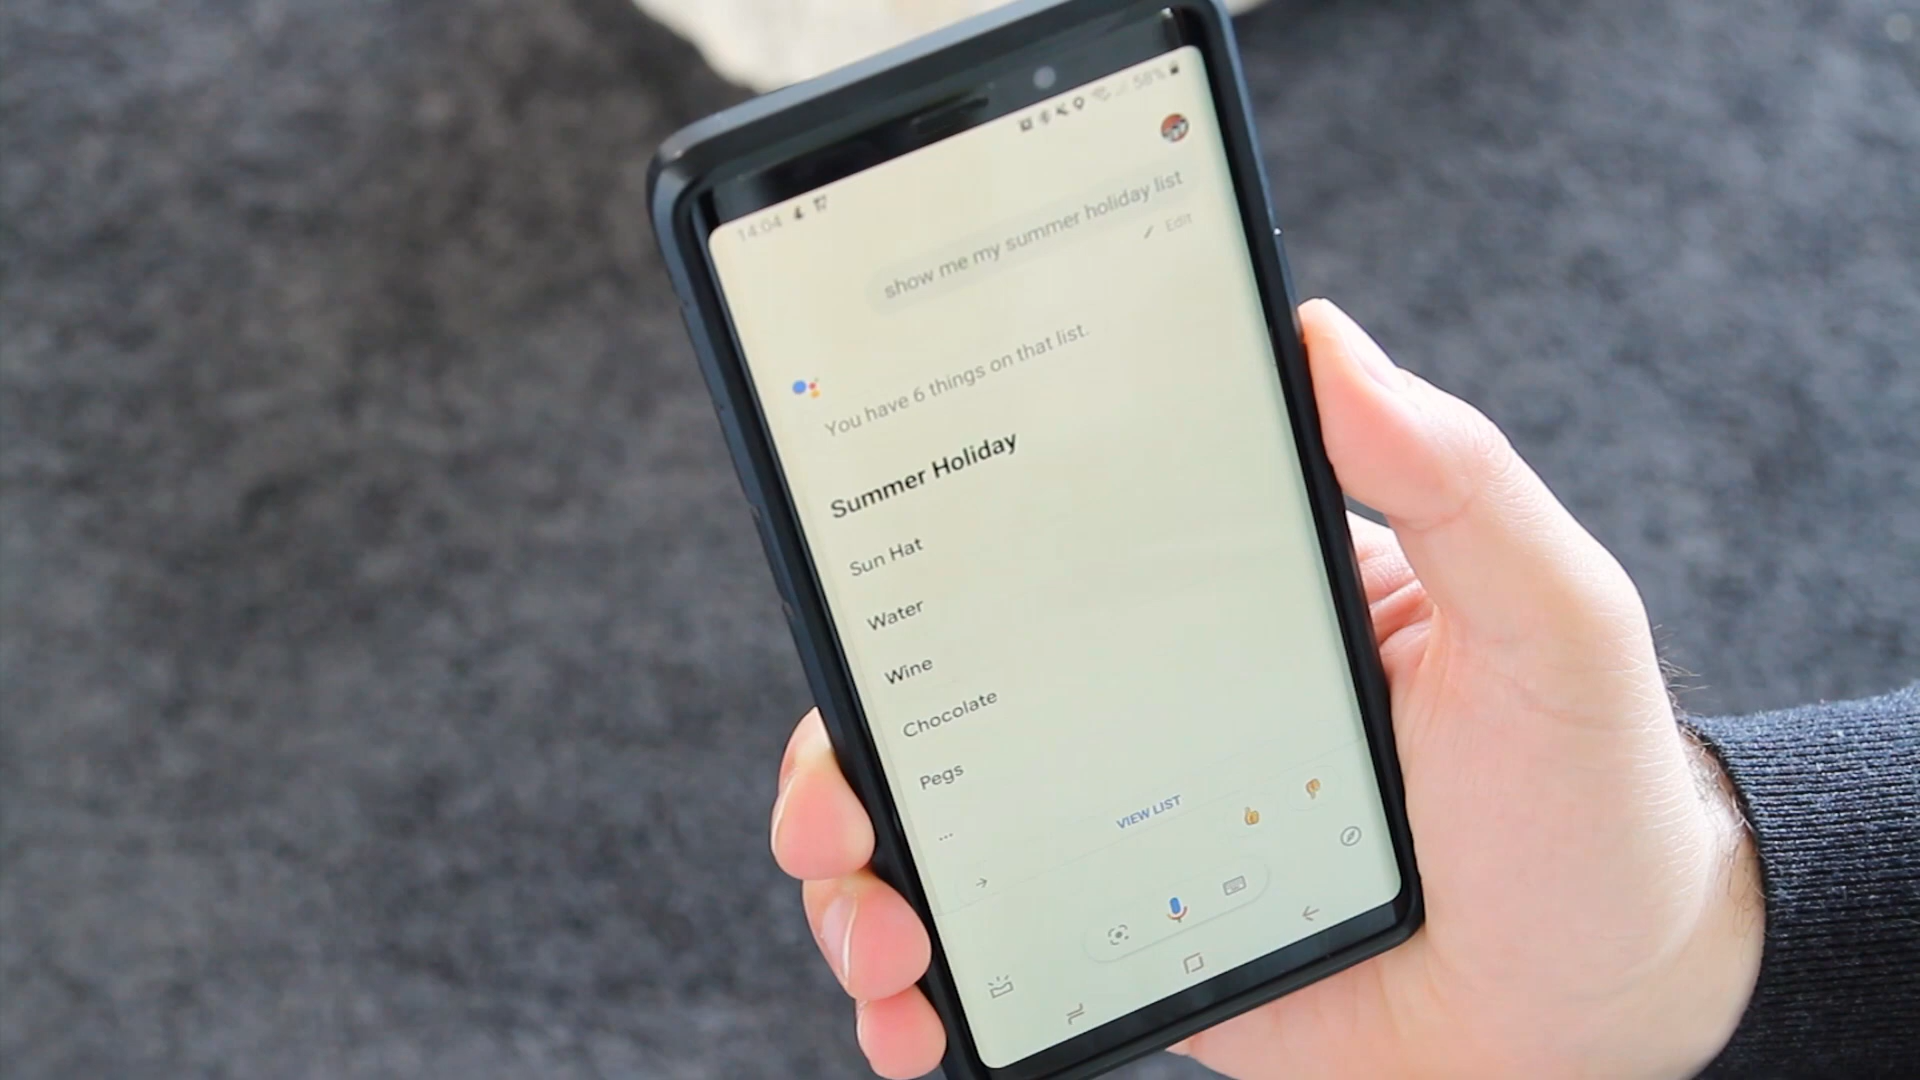 14:04
58%
show me my summer holiday list
Edit
You have 6 things on that list.
Summer Holiday
Sun Hat
Water
Wine
Chocolate
Pegs
...
VIEW LIST